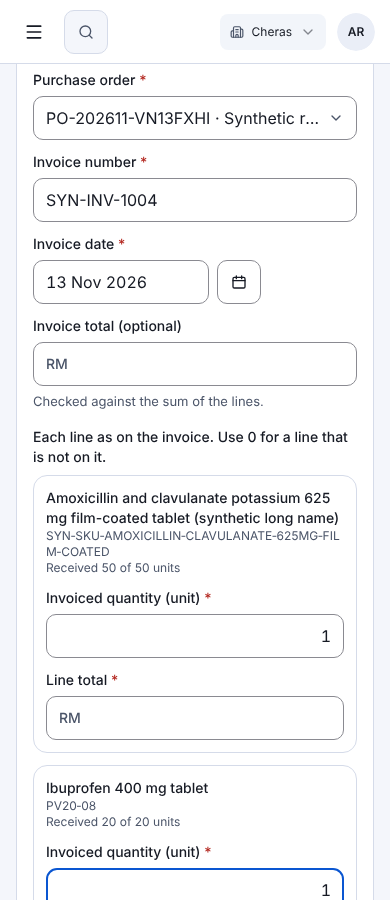 Cheras
AR
Purchase order *
PO-202611-VN13FXHI · Synthetic r...
Invoice number *
SYN-INV-1004
Invoice date *
13 Nov 2026
Invoice total (optional)
RM
Checked against the sum of the lines.
Each line as on the invoice. Use 0 for a line that
is not on it.
Amoxicillin and clavulanate potassium 625
mg film-coated tablet (synthetic long name)
SYN-SKU-AMOXICILLIN-CLAVULANATE-625MG-FIL
M-COATED
Received 50 of 50 units
Invoiced quantity (unit) *
1
Line total *
RM
Ibuprofen 400 mg tablet
PV20-08
Received 20 of 20 units
Invoiced quantity (unit) *
1